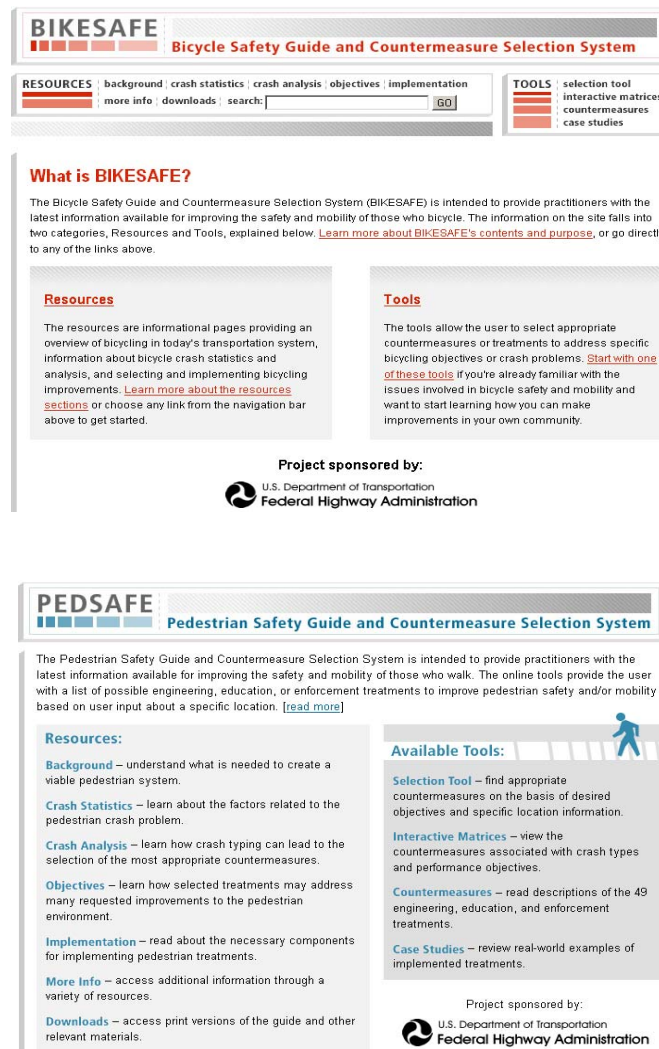 BIKESAFE
Bicycle Safety Guide and Countermeasure Selection System
RESOURCES background crash statistics crash analysis objectives implementation
more info downloads search: GO
TOOLS selection tool
interactive matrices
countermeasures
case studies
What is BIKESAFE?
The Bicycle Safety Guide and Countermeasure Selection System (BIKESAFE) is intended to provide practitioners with the
latest information available for improving the safety and mobility of those who bicycle. The information on the site falls into
two categories, Resources and Tools, explained below. Learn more about BIKESAFE's contents and purpose, or go direct
to any of the links above.
Resources
The resources are informational pages providing an
overview of bicycling in today's transportation system,
information about bicycle crash statistics and
analysis, and selecting and implementing bicycling
improvements. Learn more about the resources
sections or choose any link from the navigation bar
above to get started.
Tools
The tools allow the user to select appropriate
countermeasures or treatments to address specific
bicycling objectives or crash problems. Start with one
of these tools if you're already familiar with the
issues involved in bicycle safety and mobility and
want to start learning how you can make
improvements in your own community.
Project sponsored by:
U.S. Department of Transportation
Federal Highway Administration
PEDSAFE
Pedestrian Safety Guide and Countermeasure Selection System
The Pedestrian Safety Guide and Countermeasure Selection System is intended to provide practitioners with the
latest information available for improving the safety and mobility of those who walk. The online tools provide the user
with a list of possible engineering, education, or enforcement treatments to improve pedestrian safety and/or mobility
based on user input about a specific location. [read more]
Resources:
Background – understand what is needed to create a
viable pedestrian system.
Crash Statistics – learn about the factors related to the
pedestrian crash problem.
Crash Analysis – learn how crash typing can lead to the
selection of the most appropriate countermeasures.
Objectives – learn how selected treatments may address
many requested improvements to the pedestrian
environment.
Implementation – read about the necessary components
for implementing pedestrian treatments.
More Info – access additional information through a
variety of resources.
Downloads – access print versions of the guide and other
relevant materials.
Available Tools:
Selection Tool – find appropriate
countermeasures on the basis of desired
objectives and specific location information.
Interactive Matrices – view the
countermeasures associated with crash types
and performance objectives.
Countermeasures – read descriptions of the 49
engineering, education, and enforcement
treatments.
Case Studies – review real-world examples of
implemented treatments.
Project sponsored by:
U.S. Department of Transportation
Federal Highway Administration